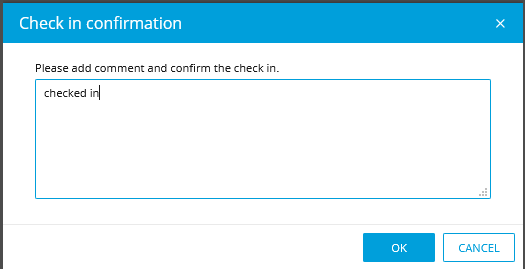 Check in confirmation
Please add comment and confirm the check in.
checked in
OK
CANCEL